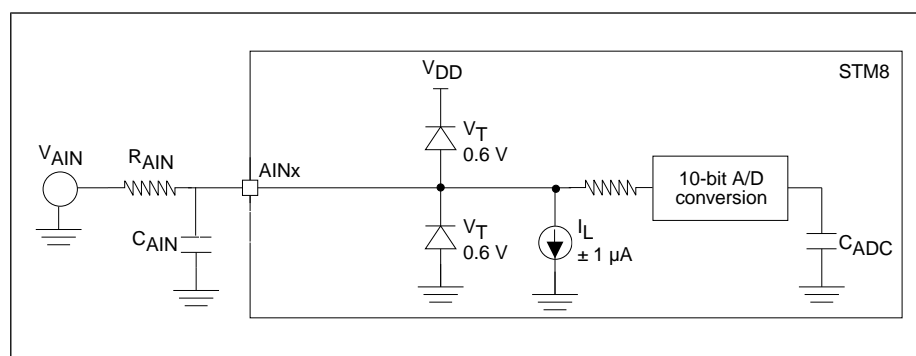 STM8
VDD
VT
0.6 V
VAIN
RAIN
AINx
10-bit A/D
conversion
CAIN
VT
0.6 V
IL
± 1 µA
CADC